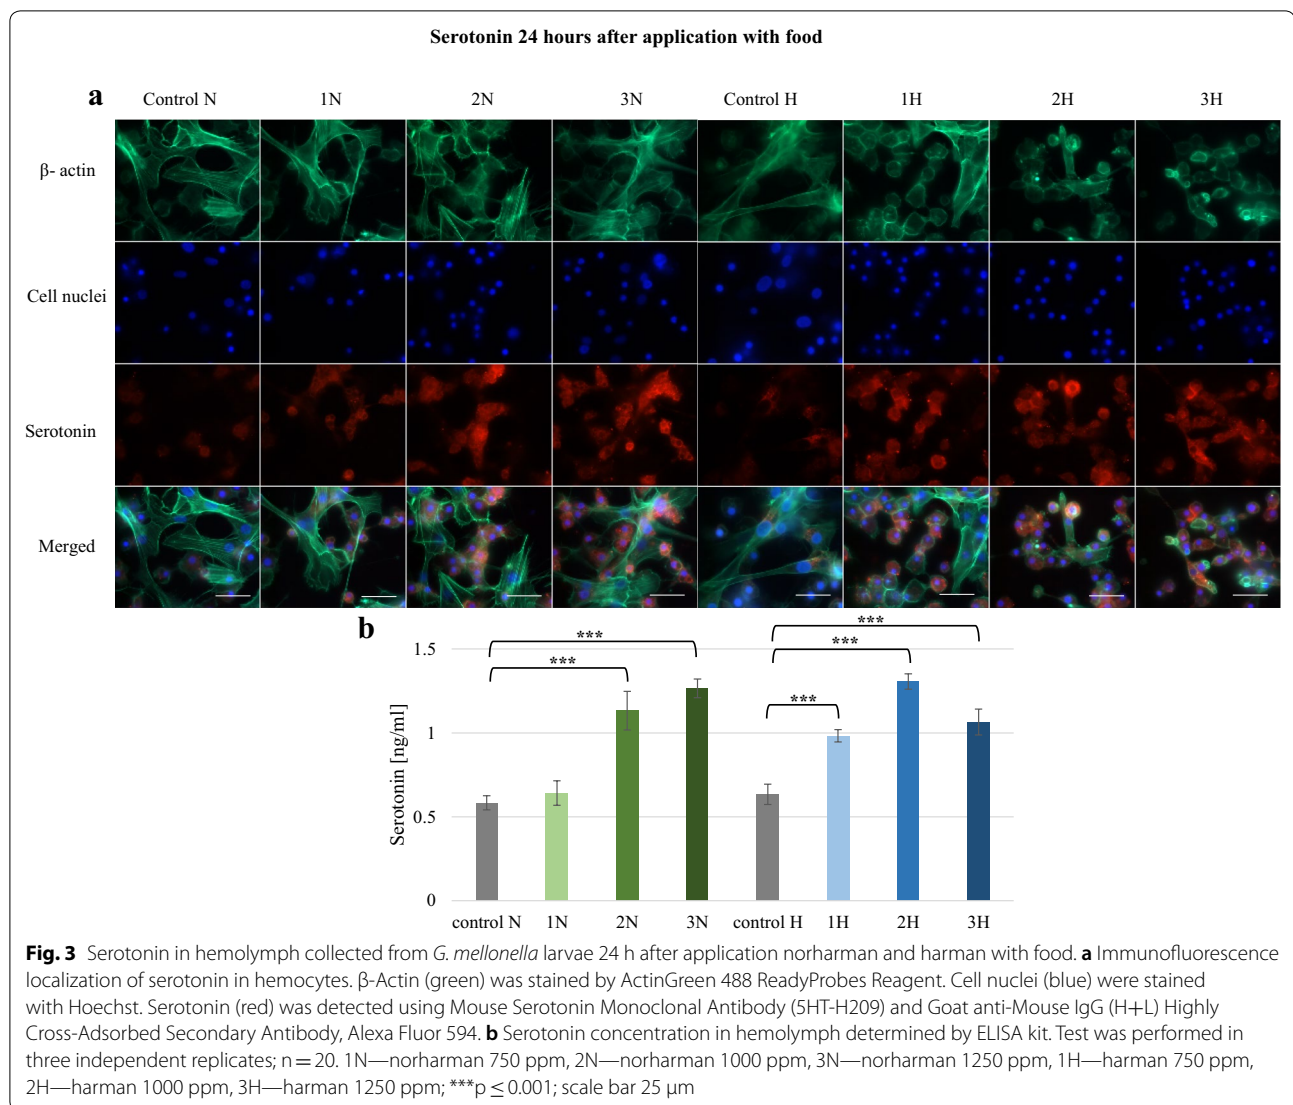 Serotonin 24 hours after application with food
a
Control N 1N 2N 3N Control H 1H 2H 3H
β- actin
Cell nuclei
Serotonin
Merged
b
***
***
***
***
***
Serotonin [ng/ml]
1.5
1
0.5
0
control N 1N 2N 3N control H 1H 2H 3H
Fig. 3 Serotonin in hemolymph collected from G. mellonella larvae 24 h after application norharman and harman with food. a Immunofluorescence
localization of serotonin in hemocytes. β-Actin (green) was stained by ActinGreen 488 ReadyProbes Reagent. Cell nuclei (blue) were stained
with Hoechst. Serotonin (red) was detected using Mouse Serotonin Monoclonal Antibody (5HT-H209) and Goat anti-Mouse IgG (H+L) Highly
Cross-Adsorbed Secondary Antibody, Alexa Fluor 594. b Serotonin concentration in hemolymph determined by ELISA kit. Test was performed in
three independent replicates; n = 20. 1N—norharman 750 ppm, 2N—norharman 1000 ppm, 3N—norharman 1250 ppm, 1H—harman 750 ppm,
2H—harman 1000 ppm, 3H—harman 1250 ppm; ***p ≤ 0.001; scale bar 25 μm